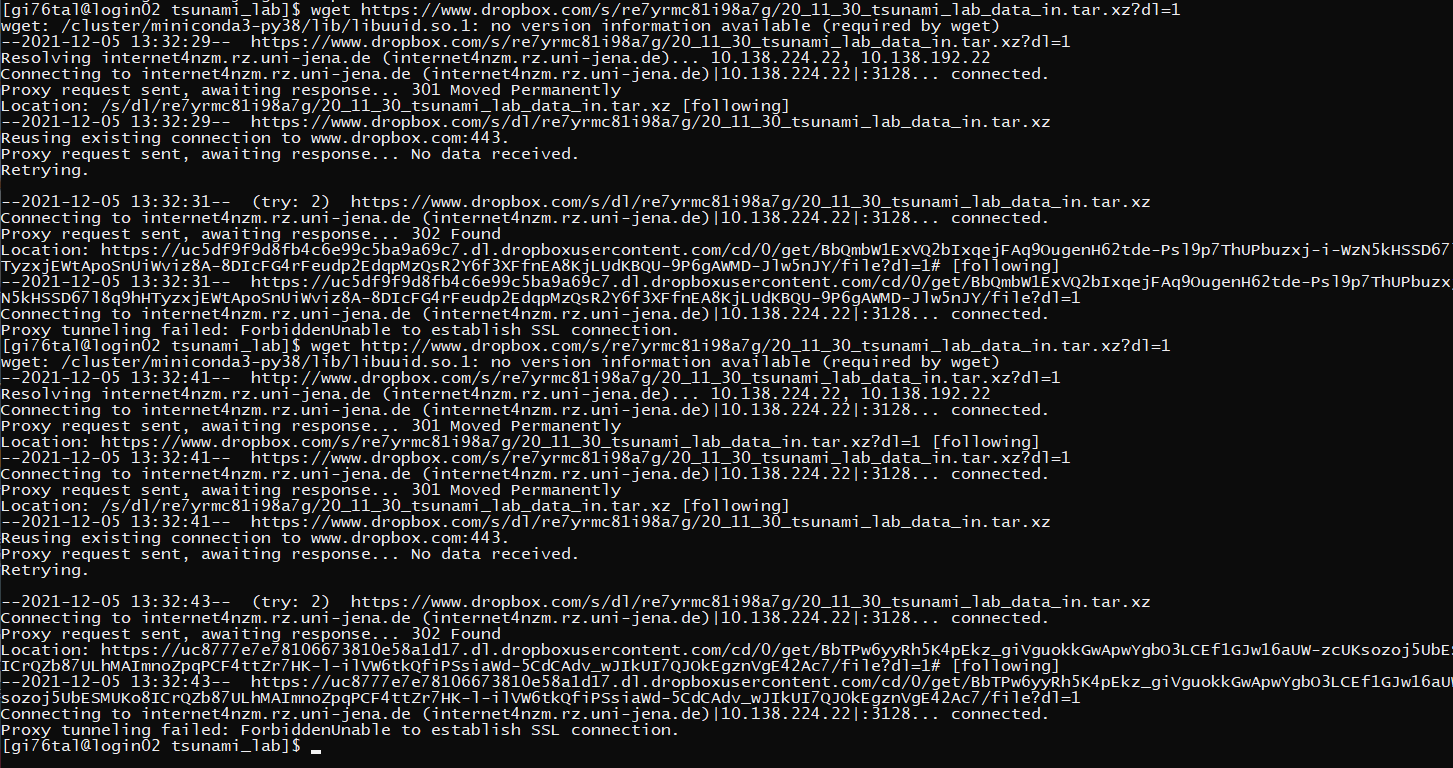 [gi76tal@login02 tsunami_lab]$ wget https://www.dropbox.com/s/re7yrmc81i98a7g/20_11_30_tsunami_lab_data_in.tar.xz?dl=1
wget: /cluster/miniconda3-py38/lib/libuuid.so.1: no version information available (required by wget)
--2021-12-05 13:32:29--  https://www.dropbox.com/s/re7yrmc81i98a7g/20_11_30_tsunami_lab_data_in.tar.xz?dl=1
Resolving internet4nzm.rz.uni-jena.de (internet4nzm.rz.uni-jena.de)... 10.138.224.22, 10.138.192.22
Connecting to internet4nzm.rz.uni-jena.de (internet4nzm.rz.uni-jena.de)|10.138.224.22|:3128... connected.
Proxy request sent, awaiting response... 301 Moved Permanently
Location: /s/dl/re7yrmc81i98a7g/20_11_30_tsunami_lab_data_in.tar.xz [following]
--2021-12-05 13:32:29--  https://www.dropbox.com/s/dl/re7yrmc81i98a7g/20_11_30_tsunami_lab_data_in.tar.xz
Reusing existing connection to www.dropbox.com:443.
Proxy request sent, awaiting response... No data received.
Retrying.

--2021-12-05 13:32:31--  (try: 2)  https://www.dropbox.com/s/dl/re7yrmc81i98a7g/20_11_30_tsunami_lab_data_in.tar.xz
Connecting to internet4nzm.rz.uni-jena.de (internet4nzm.rz.uni-jena.de)|10.138.224.22|:3128... connected.
Proxy request sent, awaiting response... 302 Found
Location: https://uc5df9f9d8fb4c6e99c5ba9a69c7.dl.dropboxusercontent.com/cd/0/get/BbQmbW1ExVQ2bIxqejFAq9OugenH62tde-Psl9p7ThUPbuzxj-i-WzN5kHSSD67
TyzxjEWtApoSnUiWviz8A-8DIcFG4rFeudp2EdqpMzQsR2Y6f3XFfnEA8KjLUdKBQU-9P6gAWMD-Jlw5nJY/file?dl=1# [following]
--2021-12-05 13:32:31--  https://uc5df9f9d8fb4c6e99c5ba9a69c7.dl.dropboxusercontent.com/cd/0/get/BbQmbW1ExVQ2bIxqejFAq9OugenH62tde-Psl9p7ThUPbuzx
N5kHSSD67l8q9hHTyzxjEWtApoSnUiWviz8A-8DIcFG4rFeudp2EdqpMzQsR2Y6f3XFfnEA8KjLUdKBQU-9P6gAWMD-Jlw5nJY/file?dl=1
Connecting to internet4nzm.rz.uni-jena.de (internet4nzm.rz.uni-jena.de)|10.138.224.22|:3128... connected.
Proxy tunneling failed: ForbiddenUnable to establish SSL connection.
[gi76tal@login02 tsunami_lab]$ wget http://www.dropbox.com/s/re7yrmc81i98a7g/20_11_30_tsunami_lab_data_in.tar.xz?dl=1
wget: /cluster/miniconda3-py38/lib/libuuid.so.1: no version information available (required by wget)
--2021-12-05 13:32:41--  http://www.dropbox.com/s/re7yrmc81i98a7g/20_11_30_tsunami_lab_data_in.tar.xz?dl=1
Resolving internet4nzm.rz.uni-jena.de (internet4nzm.rz.uni-jena.de)... 10.138.224.22, 10.138.192.22
Connecting to internet4nzm.rz.uni-jena.de (internet4nzm.rz.uni-jena.de)|10.138.224.22|:3128... connected.
Proxy request sent, awaiting response... 301 Moved Permanently
Location: https://www.dropbox.com/s/re7yrmc81i98a7g/20_11_30_tsunami_lab_data_in.tar.xz?dl=1 [following]
--2021-12-05 13:32:41--  https://www.dropbox.com/s/re7yrmc81i98a7g/20_11_30_tsunami_lab_data_in.tar.xz?dl=1
Connecting to internet4nzm.rz.uni-jena.de (internet4nzm.rz.uni-jena.de)|10.138.224.22|:3128... connected.
Proxy request sent, awaiting response... 301 Moved Permanently
Location: /s/dl/re7yrmc81i98a7g/20_11_30_tsunami_lab_data_in.tar.xz [following]
--2021-12-05 13:32:41--  https://www.dropbox.com/s/dl/re7yrmc81i98a7g/20_11_30_tsunami_lab_data_in.tar.xz
Reusing existing connection to www.dropbox.com:443.
Proxy request sent, awaiting response... No data received.
Retrying.

--2021-12-05 13:32:43--  (try: 2)  https://www.dropbox.com/s/dl/re7yrmc81i98a7g/20_11_30_tsunami_lab_data_in.tar.xz
Connecting to internet4nzm.rz.uni-jena.de (internet4nzm.rz.uni-jena.de)|10.138.224.22|:3128... connected.
Proxy request sent, awaiting response... 302 Found
Location: https://uc8777e7e78106673810e58a1d17.dl.dropboxusercontent.com/cd/0/get/BbTPw6yyRh5K4pEkz_giVguokkGwApwYgbO3LCEf1GJw16aUW-zcUKsozoj5UbES
ICrQZb87ULhMAImnoZpqPCF4ttZr7HK-l-ilVW6tkQfiPSsiaWd-5CdCAdv_wJIkUI7QJOkEgznVgE42Ac7/file?dl=1# [following]
--2021-12-05 13:32:43--  https://uc8777e7e78106673810e58a1d17.dl.dropboxusercontent.com/cd/0/get/BbTPw6yyRh5K4pEkz_giVguokkGwApwYgbO3LCEf1GJw16aUW
sozoj5UbESMUKo8ICrQZb87ULhMAImnoZpqPCF4ttZr7HK-l-ilVW6tkQfiPSsiaWd-5CdCAdv_wJIkUI7QJOkEgznVgE42Ac7/file?dl=1
Connecting to internet4nzm.rz.uni-jena.de (internet4nzm.rz.uni-jena.de)|10.138.224.22|:3128... connected.
Proxy tunneling failed: ForbiddenUnable to establish SSL connection.
[gi76tal@login02 tsunami_lab]$